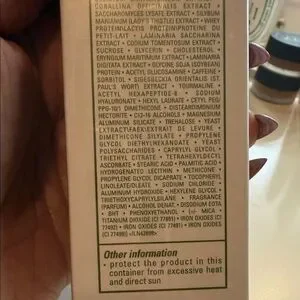 CORALLINA OFFICINALIS EXTRACT •
SACCHAROMYCES LYSATE EXTRACT • SILYBUM
MARIANUM (LADY'S THISTLE) EXTRACT • WHEY
PROTEIN\LACTIS PROTEIN\PROTÉINE DU
PETIT-LAIT • LAMINARIA SACCHARINA
EXTRACT • SODIUM TOMENTOSUM EXTRACT
• SUCROSE • GLYCERIN • CHOLESTEROL •
ERYNGIUM MARITIMUM EXTRACT • LAMINARIA
DIGITATA EXTRACT • GLYCINE SOJA (SOYBEAN)
PROTEIN • ACETYL GLUCOSAMINE • CAFFEINE •
SORBITOL • SIGESBECKIA ORIENTALIS (ST.
PAUL'S WORT) EXTRACT • TOURMALINE •
ACETYL HEXAPEPTIDE-8 • SODIUM
HYALURONATE • HEXYL LAURATE • CETYL PEG/
PPG-10/1 DIMETHICONE • DISTEARDIMONIUM
HECTORITE • C12-16 ALCOHOLS • MAGNESIUM
ALUMINUM SILICATE • TREHALOSE • YEAST
EXTRACT\FAEX\EXTRAIT DE LEVURE •
DIMETHICONE SILYLATE • PROPYLENE
GLYCOL DIETHYLHEXANOATE • YEAST
POLYSACCHARIDES • CAPRYLYL GLYCOL •
TRIETHYL CITRATE • TETRAHEXYLDECYL
ASCORBATE • STEARIC ACID • PALMITIC ACID •
HYDROGENATED LECITHIN • METHICONE •
PROPYLENE GLYCOL DICAPRATE • TOCOPHERYL
LINOLEATE/OLEATE • SODIUM CHLORIDE •
ALUMINUM HYDROXIDE • HEXYLENE GLYCOL •
TRIETHOXYCAPRYLYLSILANE • FRAGRANCE
(PARFUM) • ALCOHOL DENAT. • DISODIUM EDTA
• BHT • PHENOXYETHANOL • [+/- MICA •
TITANIUM DIOXIDE (CI 77891) • IRON OXIDES (CI
77492) • IRON OXIDES (CI 77491) • IRON OXIDES
(CI 77499)]
Other information
• protect the product in this
container from excessive heat
and direct sun